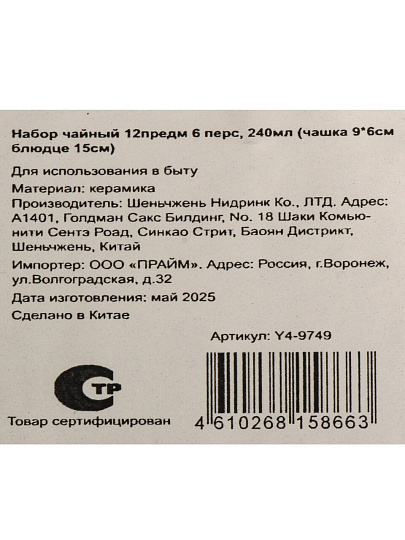 Набор чайный 12предм 6 перс, 240мл (чашка 9*6см
блюдце 15см)
Для использования в быту
Материал: керамика
Производитель: Шеньчжень Нидринк Ко., ЛТД. Адрес:
А1401, Голдман Сакс Билдинг, No. 18 Шаки Комью-
нити Сентэ Роад, Синкао Стрит, Баоян Дистрикт,
Шеньчжень, Китай
Импортер: ООО «ПРАЙМ». Адрес: Россия, г.Воронеж,
ул.Волгоградская, д.32
Дата изготовления: май 2025
Сделано в Китае
Артикул: Y4-9749
ТР
Товар сертифицирован
4 610268 158663